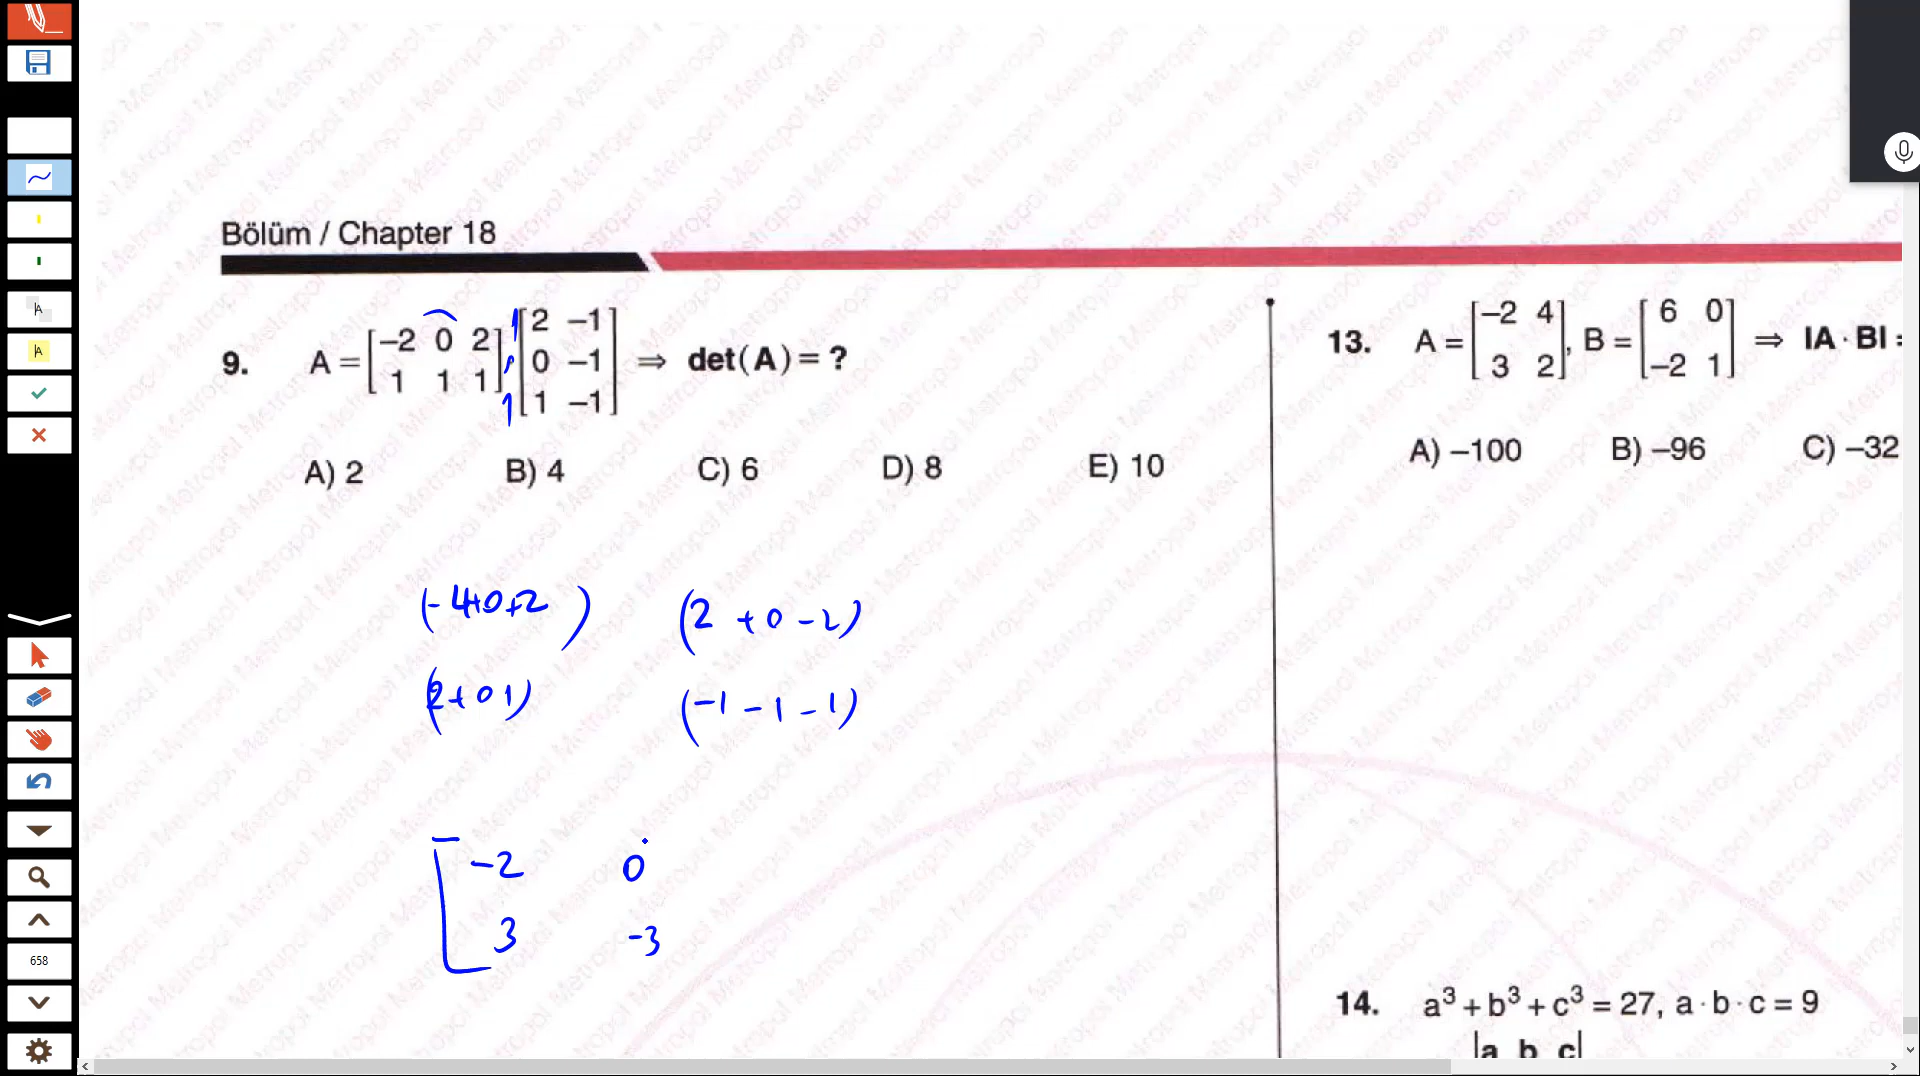 Bölüm / Chapter 18
9. A = [-2 0 2] [2 -1] ⇒ det(A) = ?
[1 1 1] [0 -1]
[1 -1]
A) 2 B) 4 C) 6 D) 8 E) 10
(-4+0+2) (2 +0 -2)
(2+ 0 1) (-1 -1 -1)
[-2 0
3 -3
13. A = [-2 4], B = [6 0] ⇒ |A · B| =
[3 2] [-2 1]
A) –100 B) –96 C) –32
14. a³ + b³ + c³ = 27, a · b · c = 9
|a b c|
658